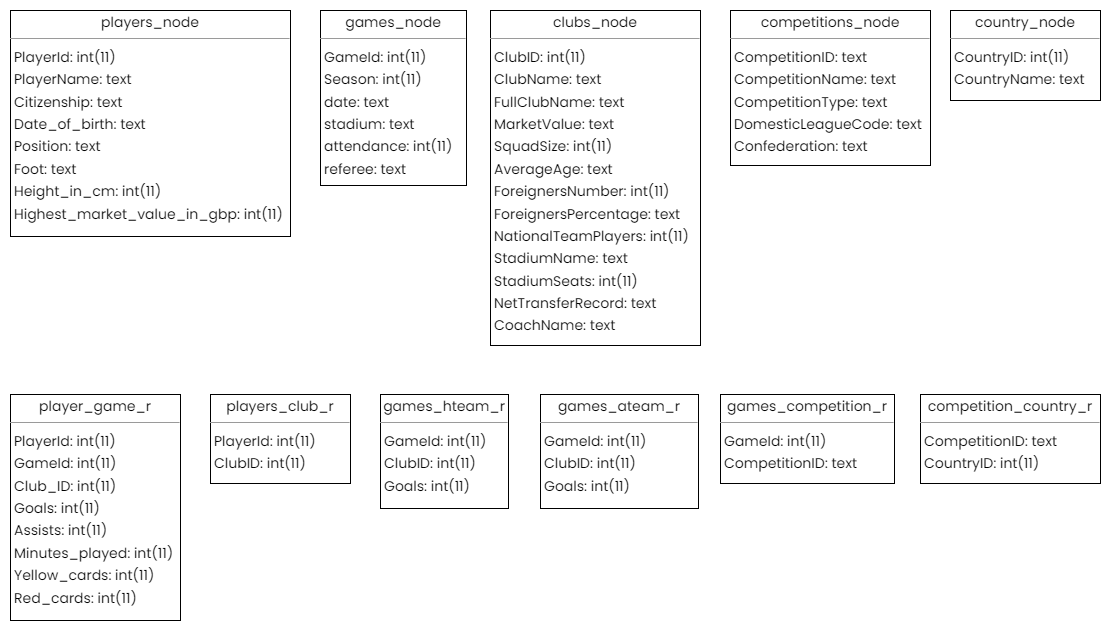 players_node
PlayerId: int(11)
PlayerName: text
Citizenship: text
Date_of_birth: text
Position: text
Foot: text
Height_in_cm: int(11)
Highest_market_value_in_gbp: int(11)
games_node
GameId: int(11)
Season: int(11)
date: text
stadium: text
attendance: int(11)
referee: text
clubs_node
ClubID: int(11)
ClubName: text
FullClubName: text
MarketValue: text
SquadSize: int(11)
AverageAge: text
ForeignersNumber: int(11)
ForeignersPercentage: text
NationalTeamPlayers: int(11)
StadiumName: text
StadiumSeats: int(11)
NetTransferRecord: text
CoachName: text
competitions_node
CompetitionID: text
CompetitionName: text
CompetitionType: text
DomesticLeagueCode: text
Confederation: text
country_node
CountryID: int(11)
CountryName: text
player_game_r
PlayerId: int(11)
GameId: int(11)
Club_ID: int(11)
Goals: int(11)
Assists: int(11)
Minutes_played: int(11)
Yellow_cards: int(11)
Red_cards: int(11)
players_club_r
PlayerId: int(11)
ClubID: int(11)
games_hteam_r
GameId: int(11)
ClubID: int(11)
Goals: int(11)
games_ateam_r
GameId: int(11)
ClubID: int(11)
Goals: int(11)
games_competition_r
GameId: int(11)
CompetitionID: text
competition_country_r
CompetitionID: text
CountryID: int(11)